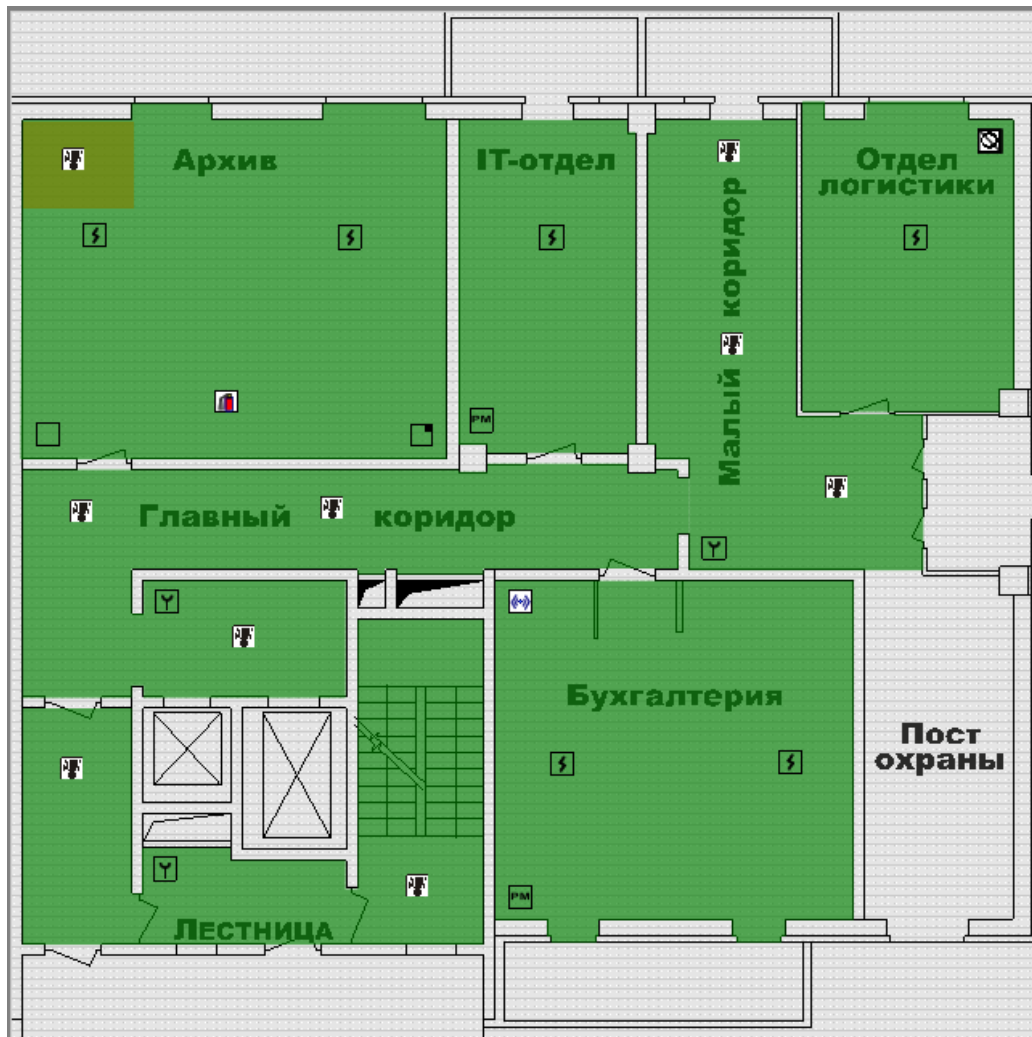 Архив
IT-отдел
Отдел
логистики
Малый коридор
PM
Главный коридор
Бухгалтерия
Пост
охраны
PM
Лестница